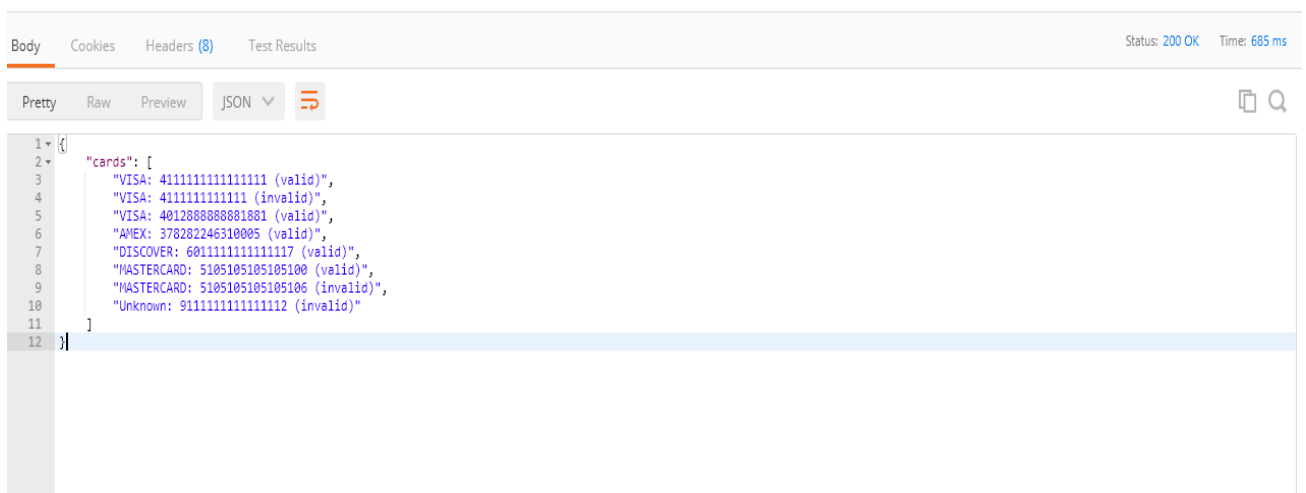 Body Cookies Headers (8) Test Results Status: 200 OK Time: 685 ms
Pretty Raw Preview JSON
1 {
2 "cards": [
3 "VISA: 4111111111111111 (valid)",
4 "VISA: 4111111111111 (invalid)",
5 "VISA: 4012888888881881 (valid)",
6 "AMEX: 378282246310005 (valid)",
7 "DISCOVER: 6011111111111117 (valid)",
8 "MASTERCARD: 5105105105105100 (valid)",
9 "MASTERCARD: 5105105105105106 (invalid)",
10 "Unknown: 9111111111111112 (invalid)"
11 ]
12 }